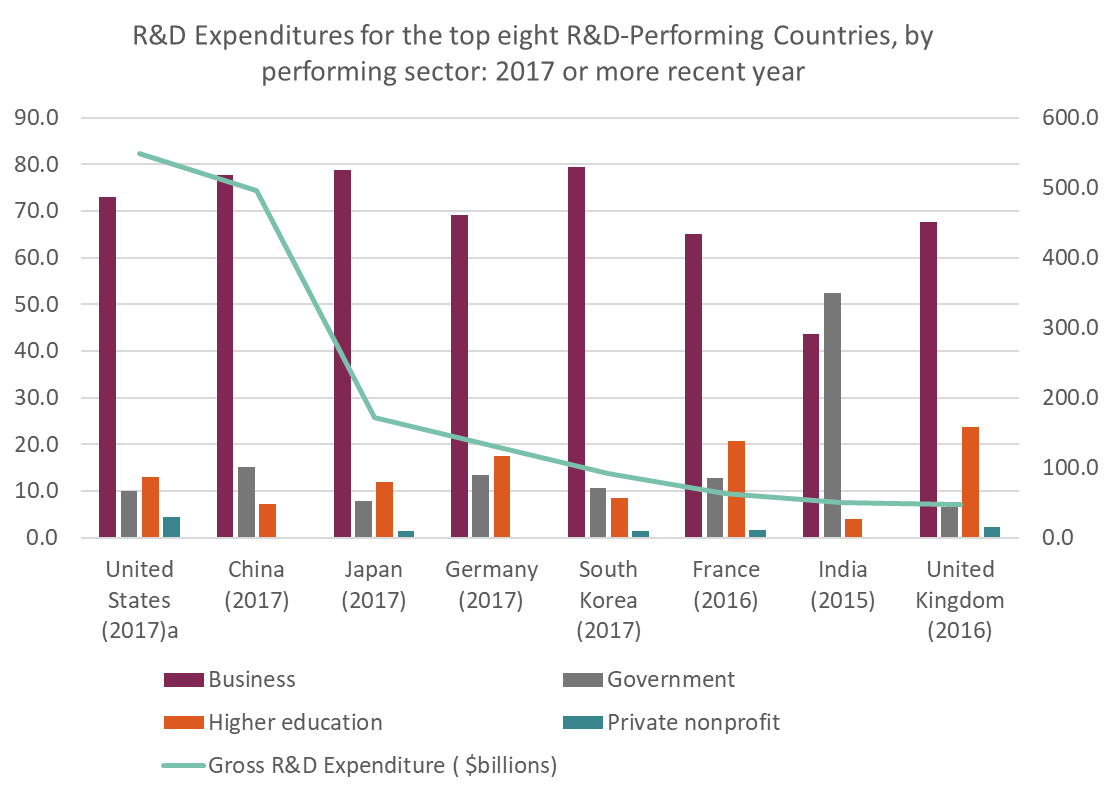 R&D Expenditures for the top eight R&D-Performing Countries, by
performing sector: 2017 or more recent year
90.0
80.0
70.0
60.0
50.0
40.0
30.0
20.0
10.0
0.0
600.0
500.0
400.0
300.0
200.0
100.0
0.0
United
States
(2017)a
China
(2017)
Japan
(2017)
Germany
(2017)
South
Korea
(2017)
France
(2016)
India
(2015)
United
Kingdom
(2016)
Business
Government
Higher education
Private nonprofit
Gross R&D Expenditure ( $billions)